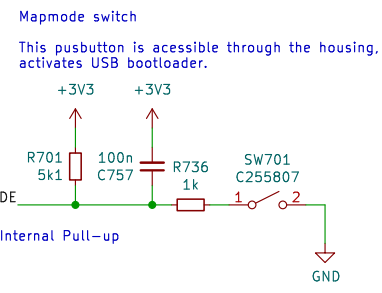 Mapmode switch
This pusbutton is acessible through the housing,
activates USB bootloader.
+3V3 +3V3
R701 5k1
100n C757
R736 1k
SW701
C255807
1 2
DE
Internal Pull-up
GND